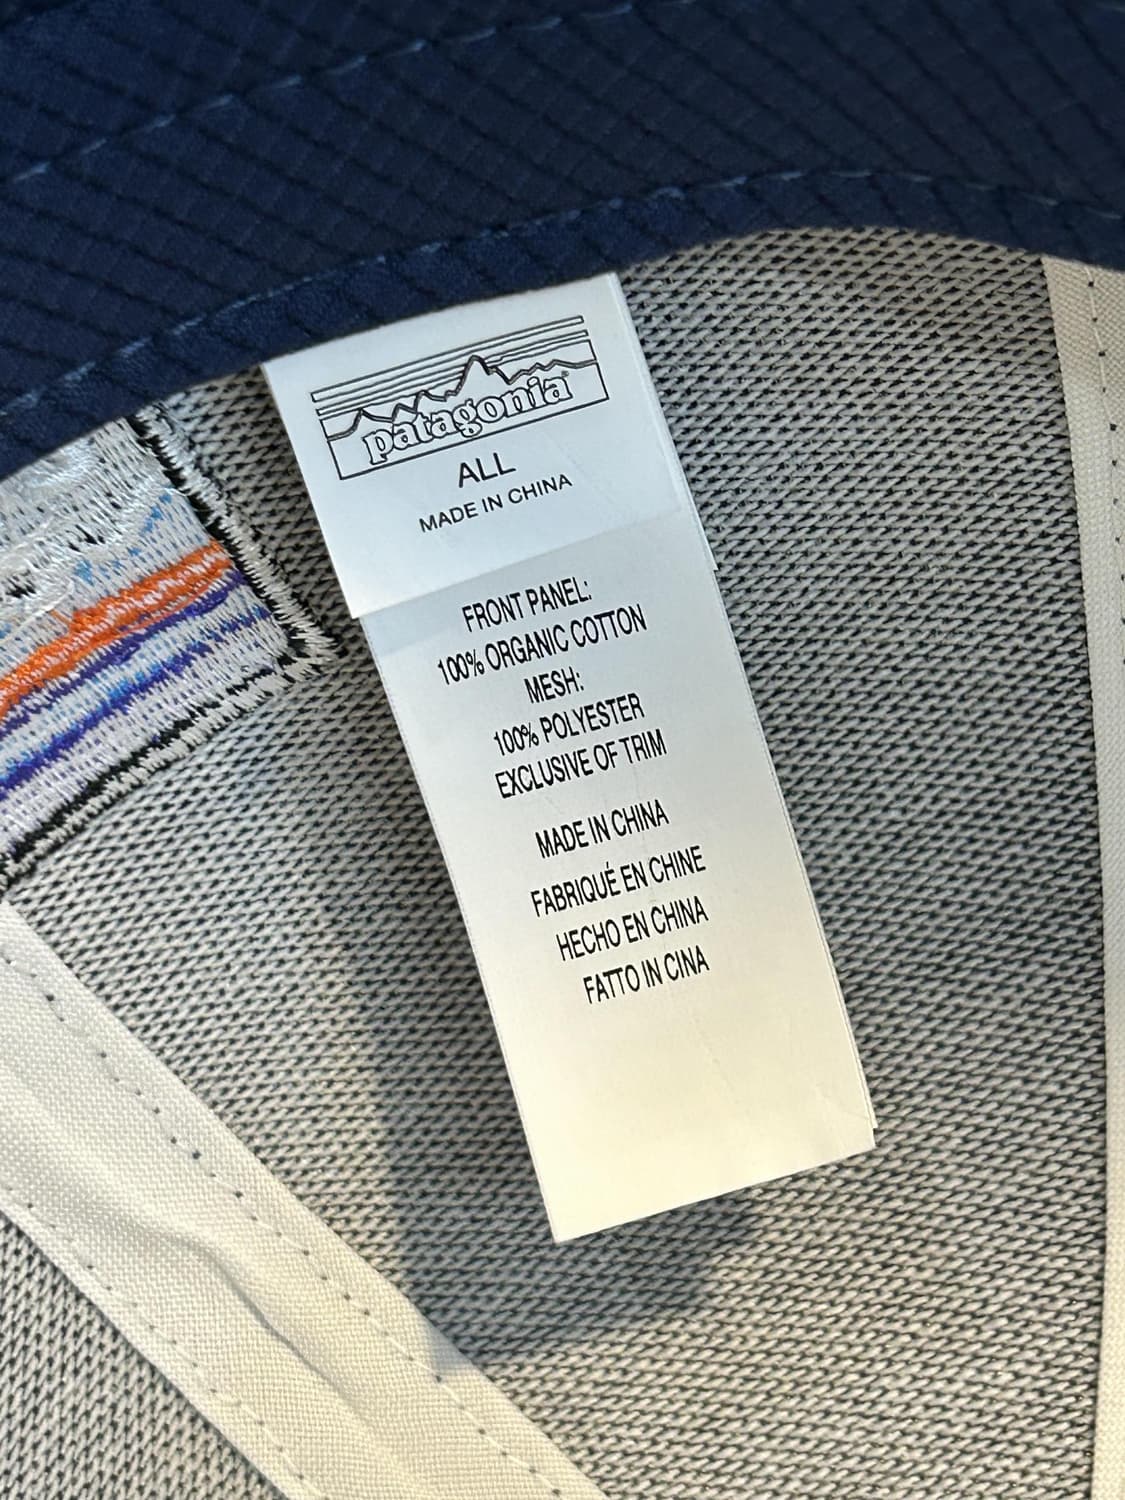 patagonia®
ALL
MADE IN CHINA
FRONT PANEL:
100% ORGANIC COTTON
MESH:
100% POLYESTER
EXCLUSIVE OF TRIM
MADE IN CHINA
FABRIQUÉ EN CHINE
HECHO EN CHINA
FATTO IN CINA